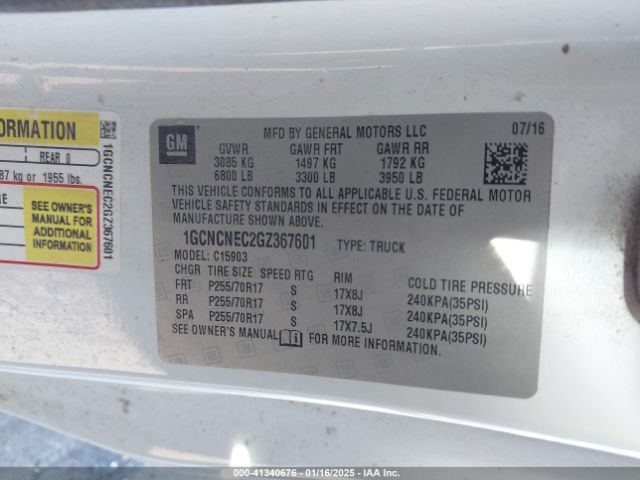 ORMATION
REAR 0
87 kg or 1955 lbs.
SEE OWNER'S
MANUAL FOR
ADDITIONAL
INFORMATION
1GCNCNEC2GZ367601
GM
MFD BY GENERAL MOTORS LLC
07/16
GVWR GAWR FRT GAWR RR
3085 KG 1497 KG 1792 KG
6800 LB 3300 LB 3950 LB
THIS VEHICLE CONFORMS TO ALL APPLICABLE U.S. FEDERAL MOTOR
VEHICLE SAFETY STANDARDS IN EFFECT ON THE DATE OF
MANUFACTURE SHOWN ABOVE.
1GCNCNEC2GZ367601 TYPE: TRUCK
MODEL: C15903
CHGR TIRE SIZE SPEED RTG RIM COLD TIRE PRESSURE
FRT P255/70R17 S 17X8J 240KPA(35PSI)
RR P255/70R17 S 17X8J 240KPA(35PSI)
SPA P255/70R17 S 17X7.5J 240KPA(35PSI)
SEE OWNER'S MANUAL i FOR MORE INFORMATION.
000-41340676 - 01/16/2025 - IAAI.COM